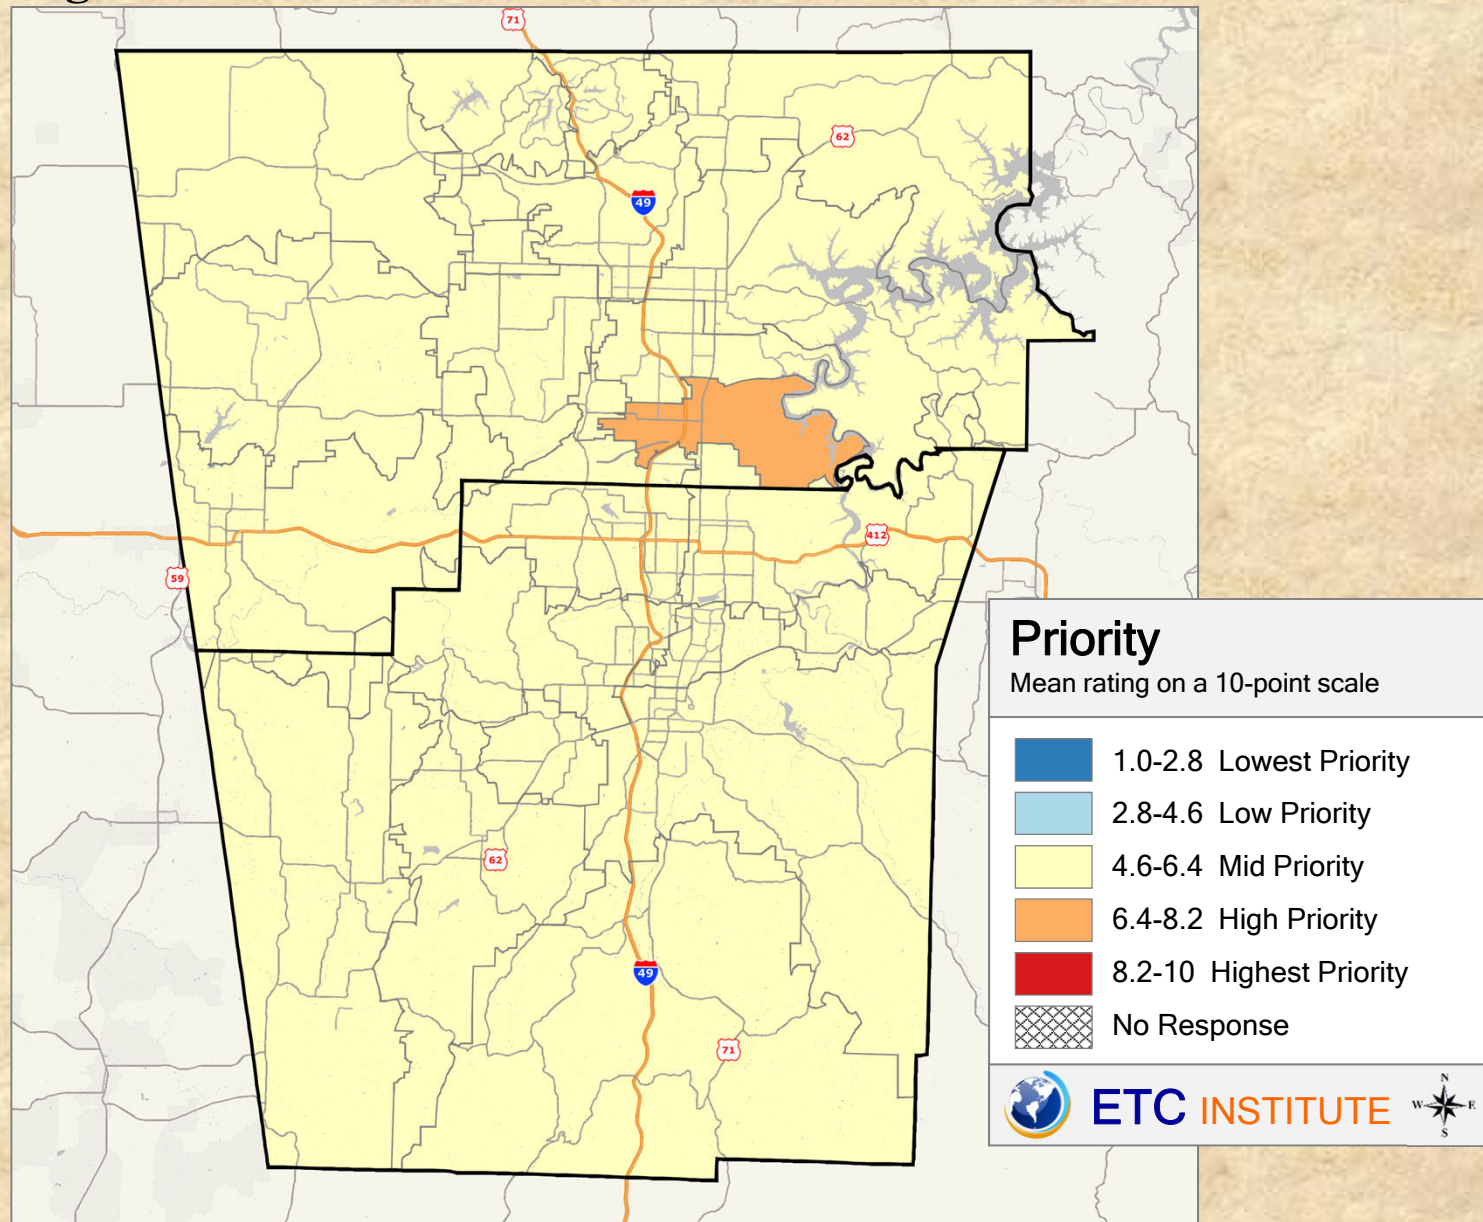 71
62
49
412
59
62
49
71
Priority
Mean rating on a 10-point scale
1.0-2.8 Lowest Priority
2.8-4.6 Low Priority
4.6-6.4 Mid Priority
6.4-8.2 High Priority
8.2-10 Highest Priority
No Response
ETC INSTITUTE
N
W E
S